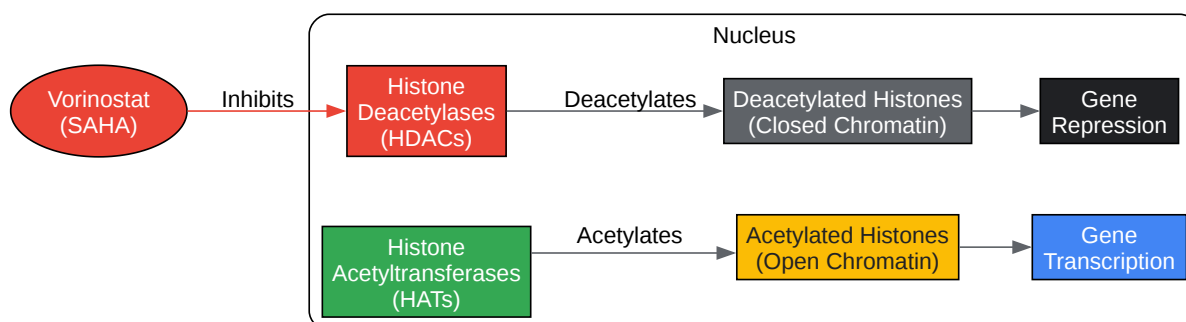 Nucleus
Vorinostat
(SAHA)
Inhibits
Histone
Deacetylases
(HDACs)
Deacetylates
Deacetylated Histones
(Closed Chromatin)
Gene
Repression
Histone
Acetyltransferases
(HATs)
Acetylates
Acetylated Histones
(Open Chromatin)
Gene
Transcription